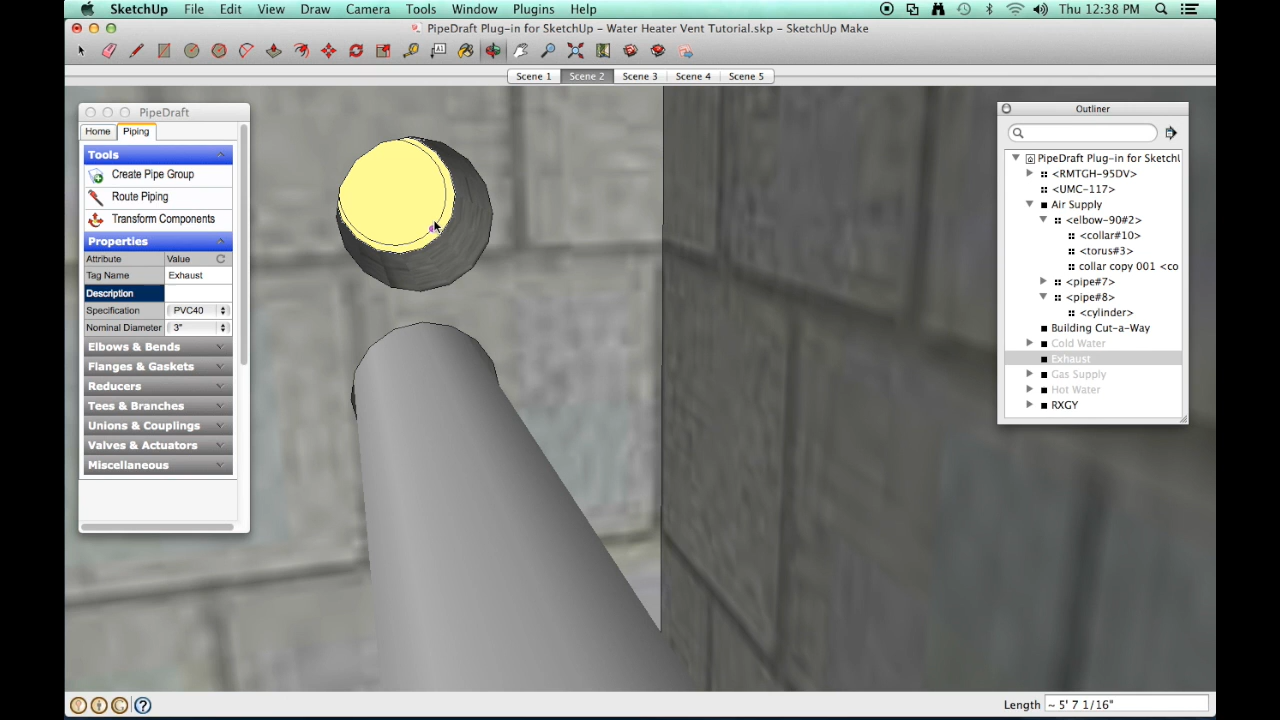 SketchUp File Edit View Draw Camera Tools Window Plugins Help Thu 12:38 PM
PipeDraft Plug-in for SketchUp - Water Heater Vent Tutorial.skp - SketchUp Make
A1
Scene 1 Scene 2 Scene 3 Scene 4 Scene 5
PipeDraft
Home Piping
Tools
Create Pipe Group
Route Piping
Transform Components
Properties
Attribute Value
Tag Name Exhaust
Description
Specification PVC40
Nominal Diameter 3"
Elbows & Bends
Flanges & Gaskets
Reducers
Tees & Branches
Unions & Couplings
Valves & Actuators
Miscellaneous
Outliner
PipeDraft Plug-in for Sketchl
<RMTGH-95DV>
<UMC-117>
Air Supply
<elbow-90#2>
<collar#10>
<torus#3>
collar copy 001 <co
<pipe#7>
<pipe#8>
<cylinder>
Building Cut-a-Way
Cold Water
Exhaust
Gas Supply
Hot Water
RXGY
Length ~ 5' 7 1/16"